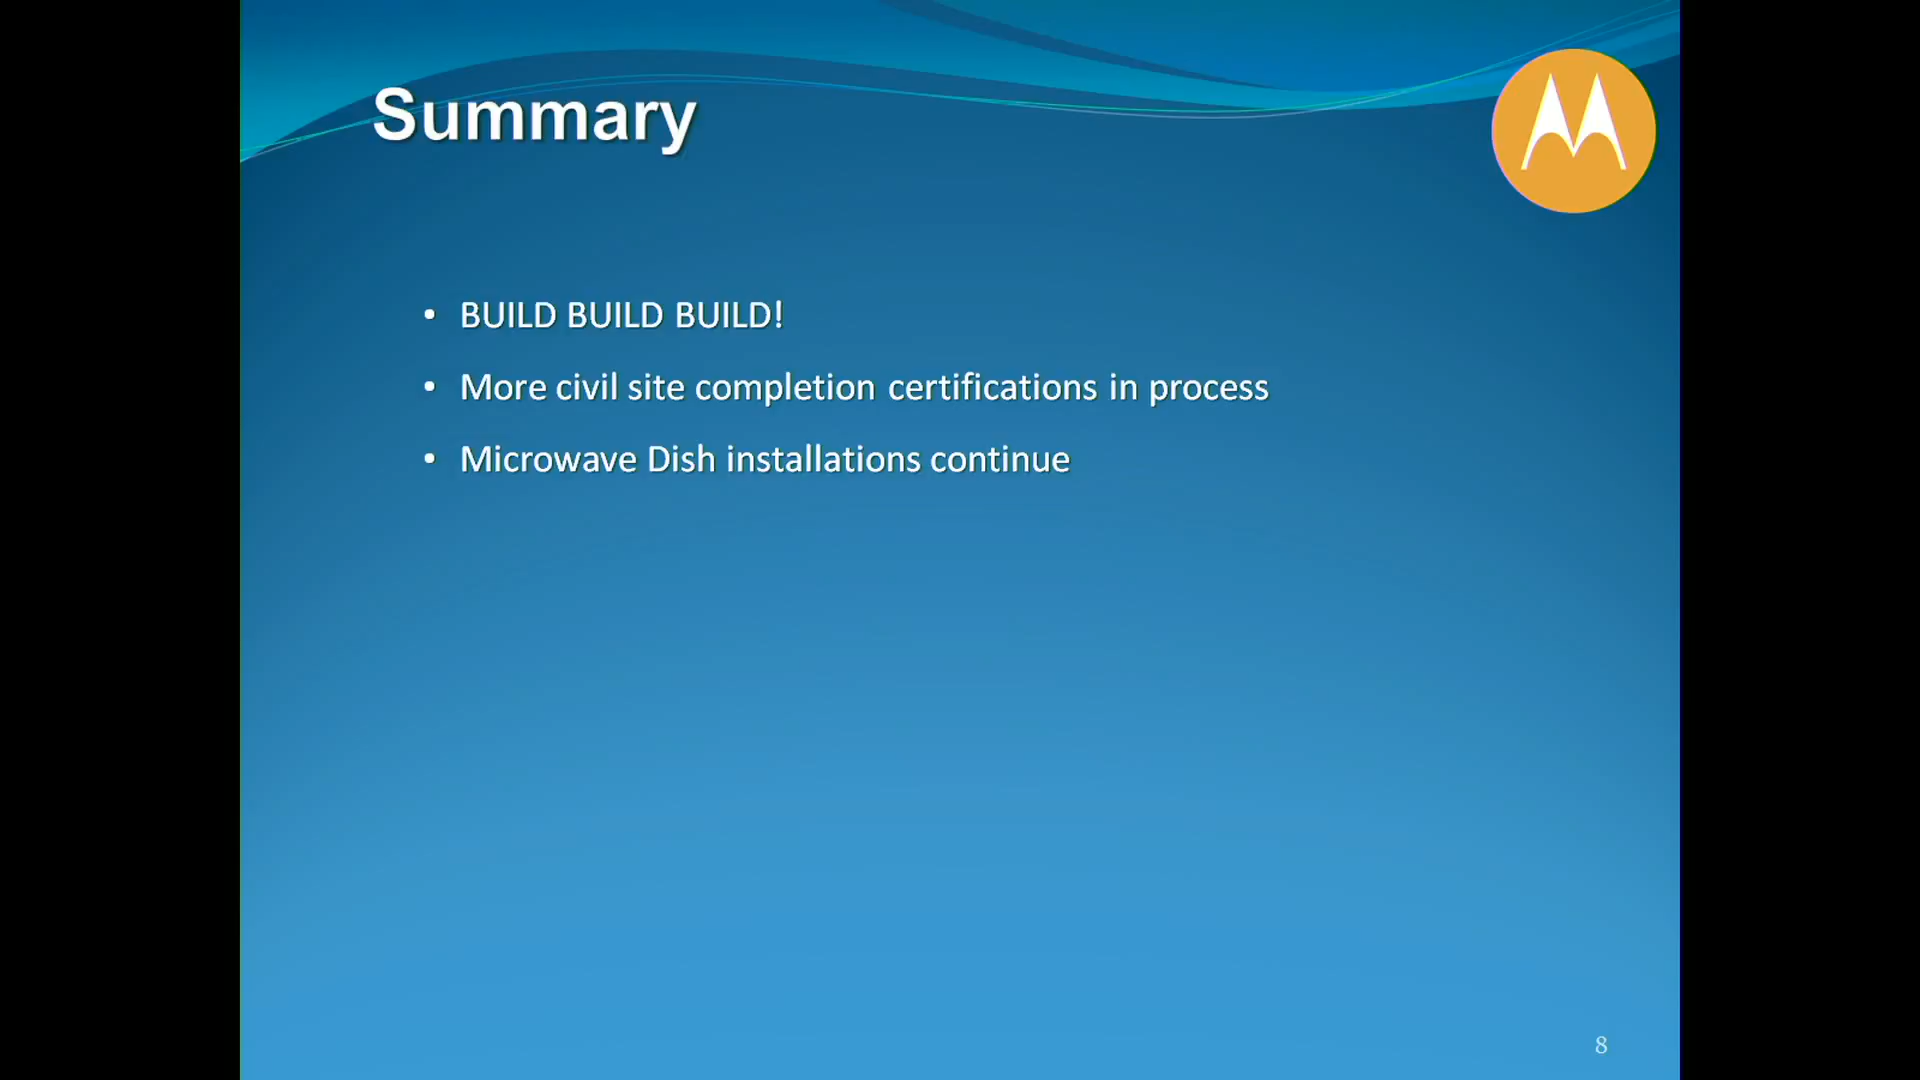 Summary
• BUILD BUILD BUILD!
• More civil site completion certifications in process
• Microwave Dish installations continue
8